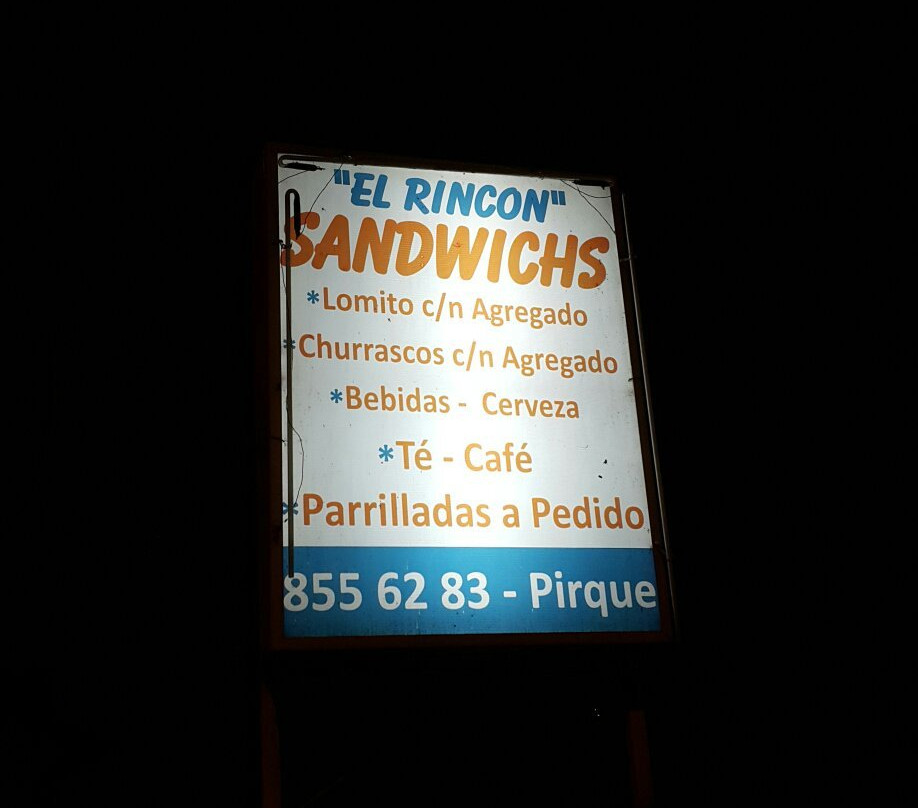 "EL RINCON"
SANDWICHS
*Lomito c/n Agregado
*Churrascos c/n Agregado
*Bebidas - Cerveza
*Té - Café
*Parrilladas a Pedido
855 62 83 - Pirque